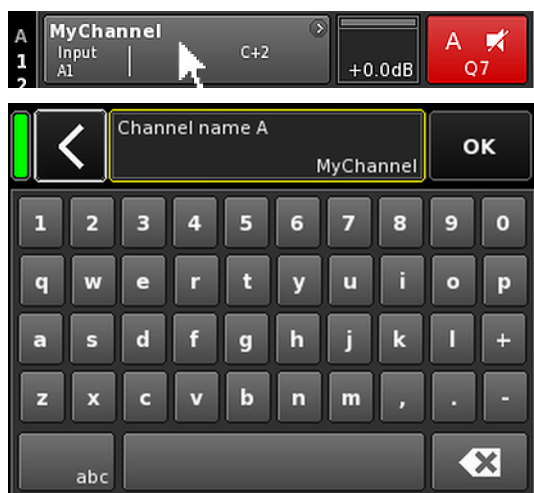 A
1
2
MyChannel
Input
A1
C+2
+0.0dB
A
Q7
Channel name A
MyChannel
OK
1 2 3 4 5 6 7 8 9 0
q w e r t y u i o p
a s d f g h j k l +
z x c v b n m , . -
abc